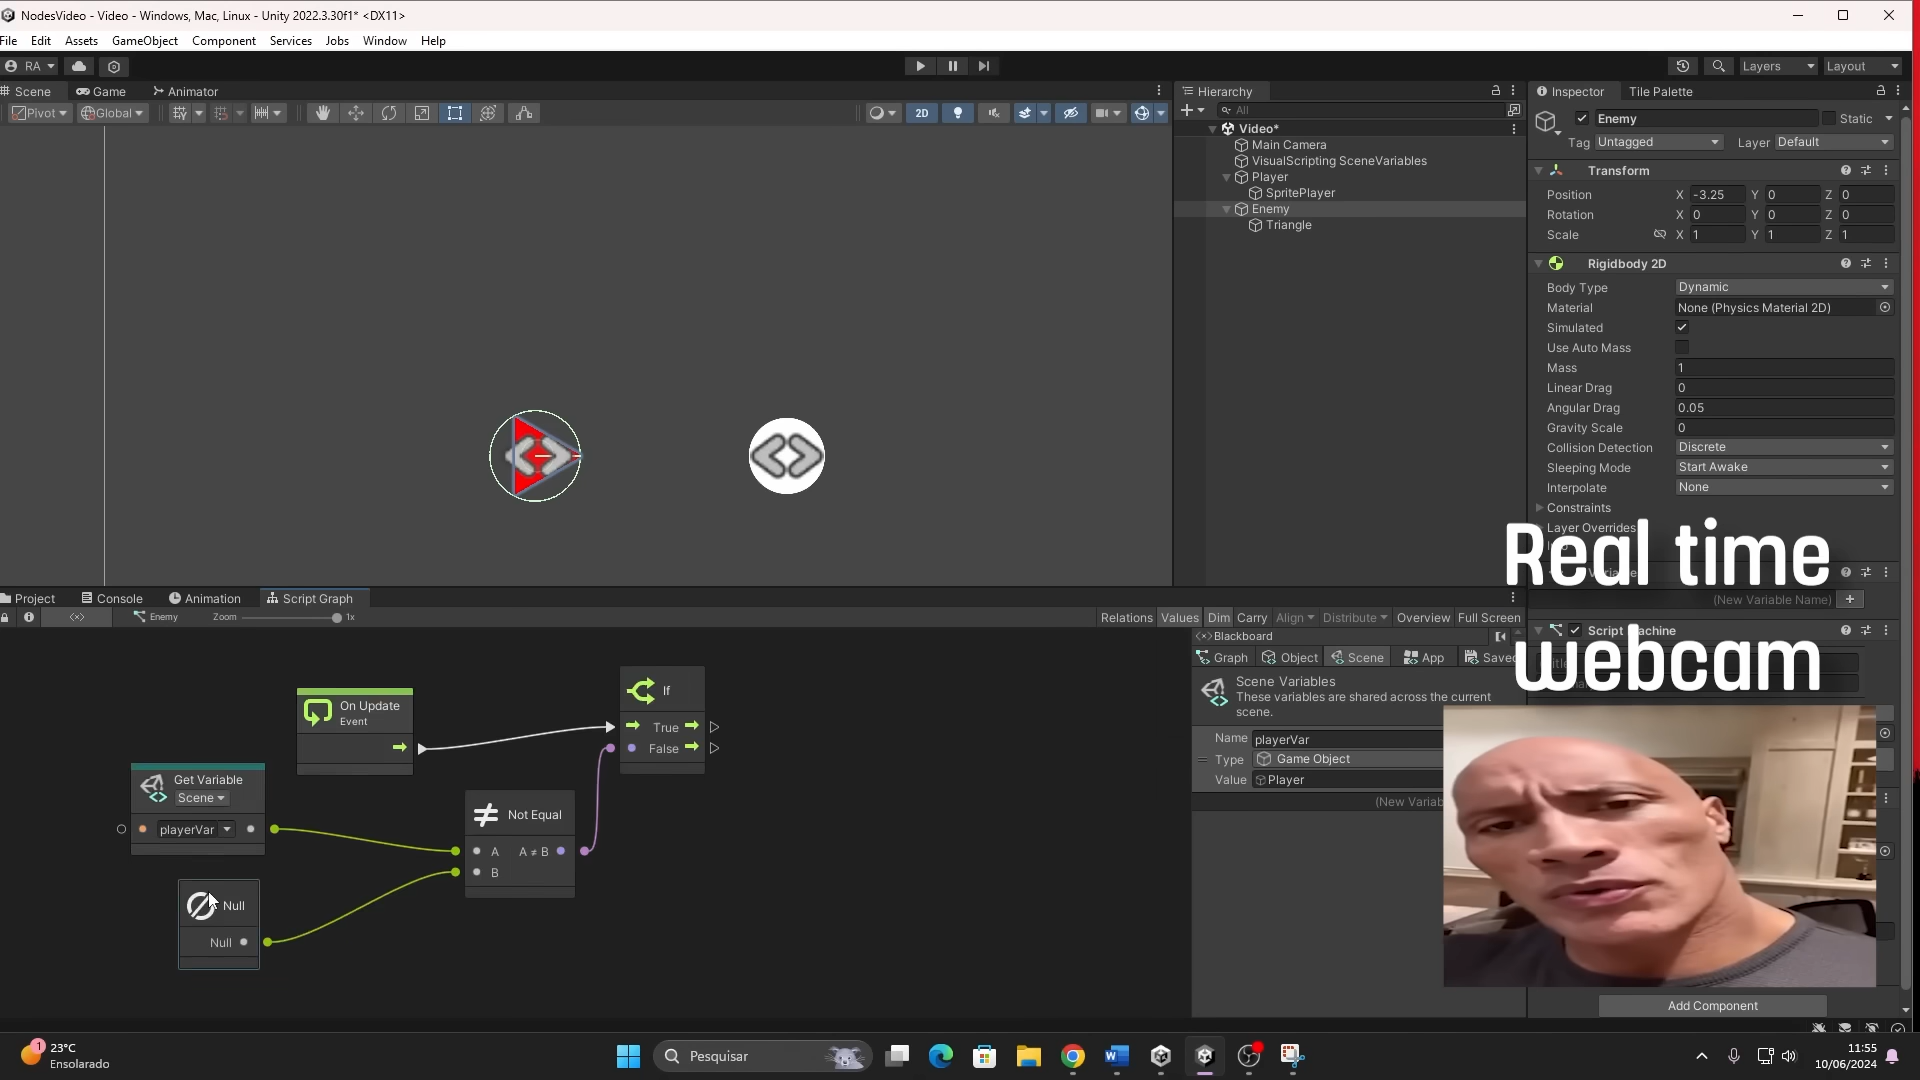 NodesVideo - Video - Windows, Mac, Linux - Unity 2022.3.30f1* <DX11>
File Edit Assets GameObject Component Services Jobs Window Help
RA
Layers Layout
Scene Game Animator
Pivot Global 2D
Hierarchy
All
Video*
Main Camera
VisualScripting SceneVariables
Player
SpritePlayer
Enemy
Triangle
Inspector Tile Palette
Enemy Static
Tag Untagged Layer Default
Transform
Position X -3.25 Y 0 Z 0
Rotation X 0 Y 0 Z 0
Scale X 1 Y 1 Z 1
Rigidbody 2D
Body Type Dynamic
Material None (Physics Material 2D)
Simulated
Use Auto Mass
Mass 1
Linear Drag 0
Angular Drag 0.05
Gravity Scale 0
Collision Detection Discrete
Sleeping Mode Start Awake
Interpolate None
Constraints
Layer Overrides
(New Variable Name)
Script Machine
Real time
webcam
Add Component
Project Console Animation Script Graph
Enemy Zoom 1x
Relations Values Dim Carry Align Distribute Overview Full Screen
On Update
Event
If
True
False
Get Variable
Scene
playerVar
Not Equal
A A ≠ B
B
Null
Null
Blackboard
Graph Object Scene App Saved
Scene Variables
These variables are shared across the current
scene.
Name playerVar
Type Game Object
Value Player
(New Variab
1
23°C
Ensolarado
Pesquisar
11:55
10/06/2024